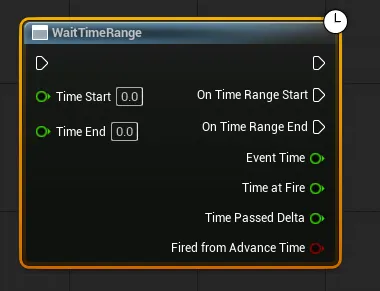 WaitTimeRange
Time Start 0.0
On Time Range Start
Time End 0.0
On Time Range End
Event Time
Time at Fire
Time Passed Delta
Fired from Advance Time